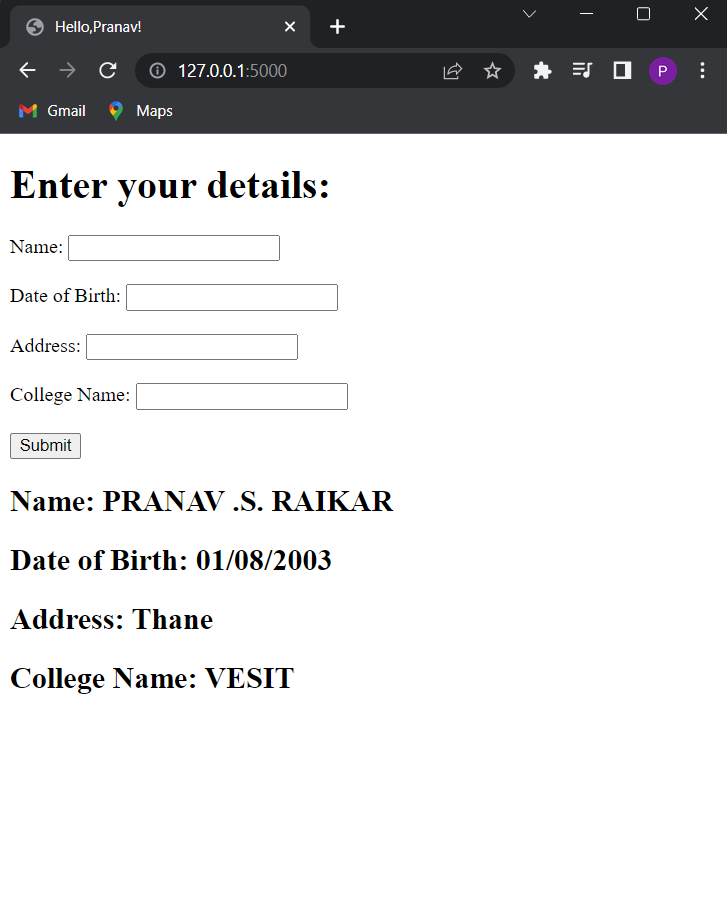 Hello,Pranav!
127.0.0.1:5000
P
Gmail Maps
Enter your details:
Name:
Date of Birth:
Address:
College Name:
Submit
Name: PRANAV .S. RAIKAR
Date of Birth: 01/08/2003
Address: Thane
College Name: VESIT